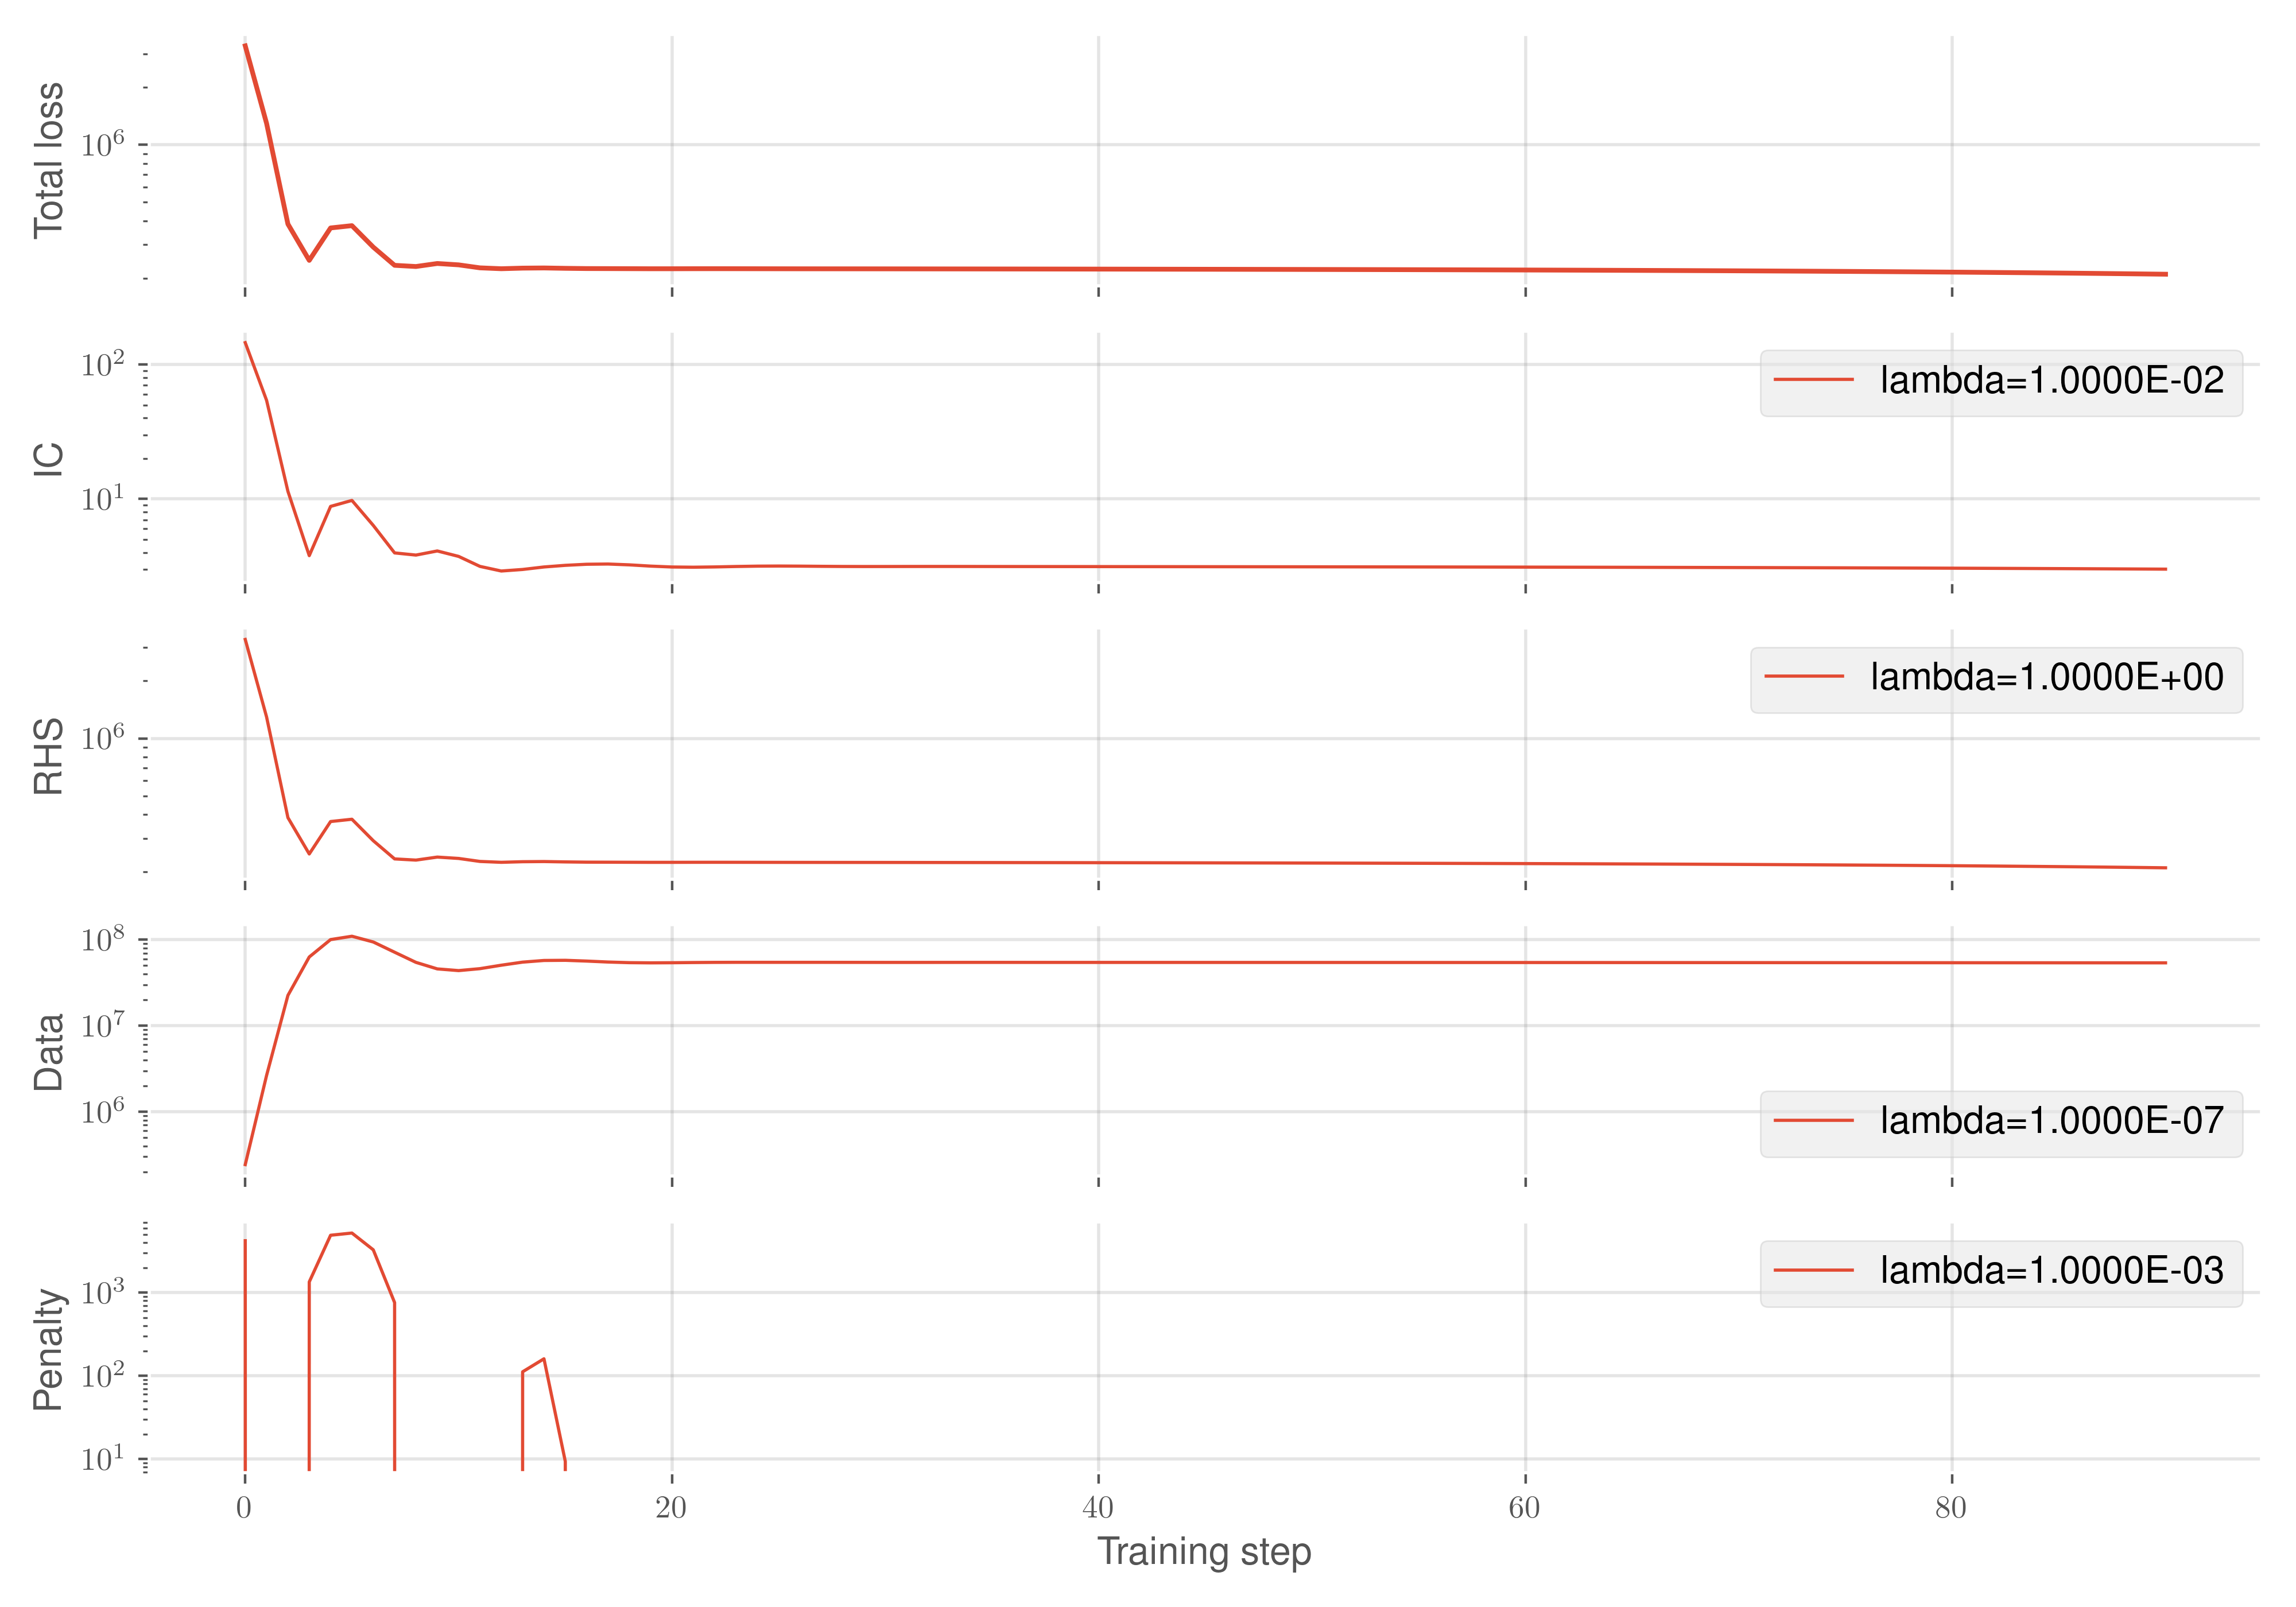 Total loss
10^6
IC
10^2
10^1
lambda=1.0000E-02
RHS
10^6
lambda=1.0000E+00
Data
10^8
10^7
10^6
lambda=1.0000E-07
Penalty
10^3
10^2
10^1
lambda=1.0000E-03
0 20 40 60 80
Training step